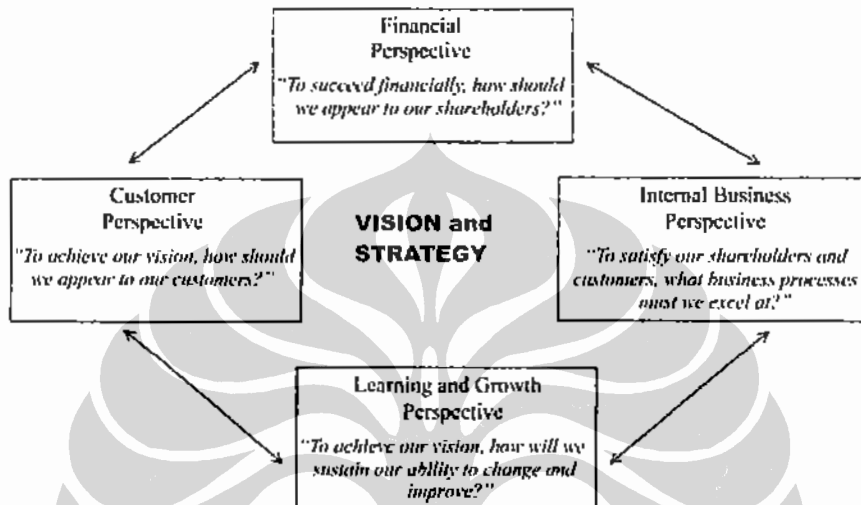 Financial
Perspective
"To succeed financially, how should
we appear to our shareholders?"
Customer
Perspective
"To achieve our vision, how should
we appear to our customers?"
VISION and
STRATEGY
Internal Business
Perspective
"To satisfy our shareholders and
customers, what business processes
must we excel at?"
Learning and Growth
Perspective
"To achieve our vision, how will we
sustain our ability to change and
improve?"